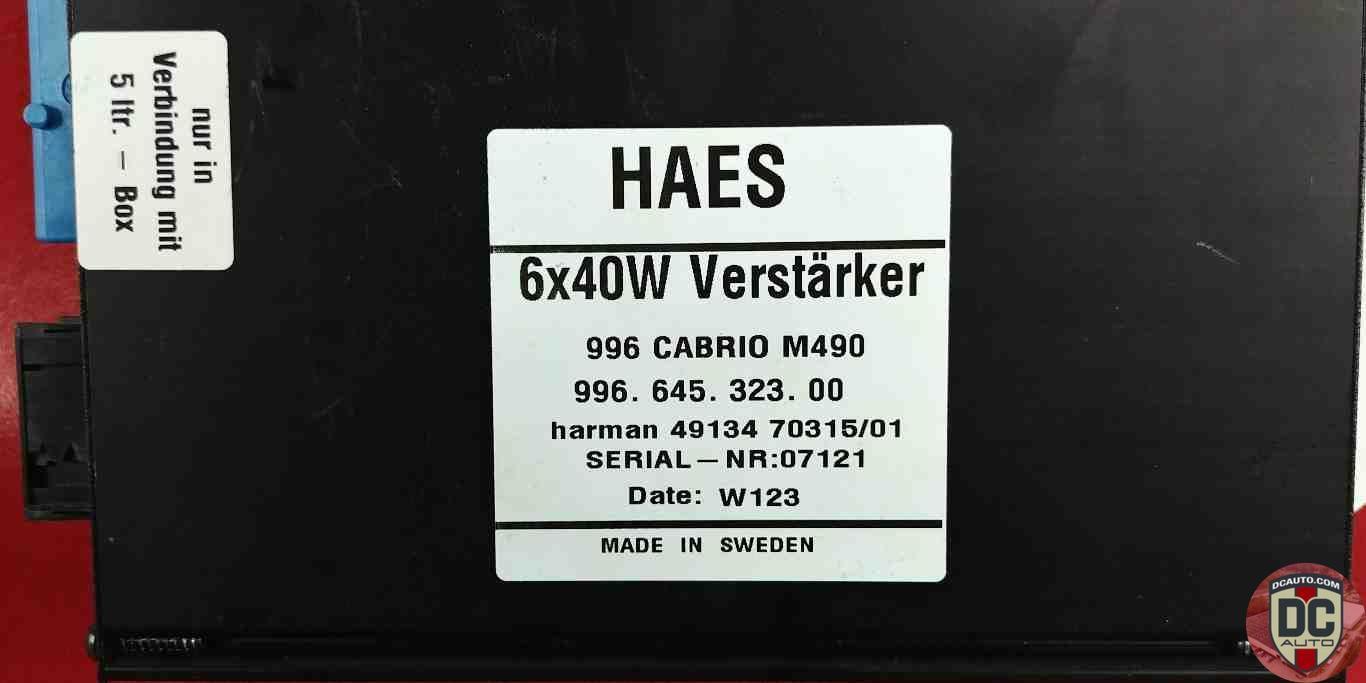 nur in
Verbindung mit
5 ltr. – Box
HAES
6x40W Verstärker
996 CABRIO M490
996. 645. 323. 00
harman 49134 70315/01
SERIAL – NR:07121
Date: W123
MADE IN SWEDEN
DCAUTO.COM
DC
AUTO